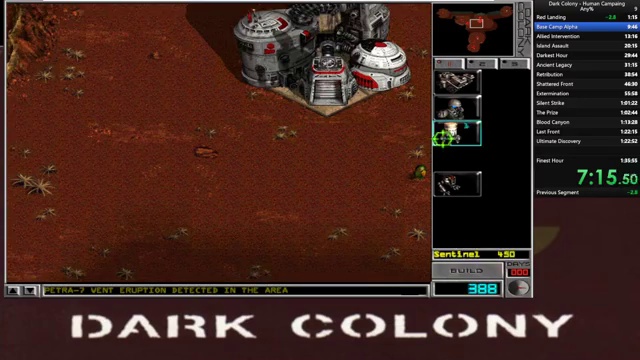 Dark Colony - Human Campaing
Any% 9
Red Landing -2.8 1:15
Base Camp Alpha 9:46
Allied Intervention 13:16
Island Assault 20:15
Darkest Hour 29:44
Ancient Legacy 31:15
Retribution 38:54
Shattered Front 46:30
Extermination 55:58
Silent Strike 1:01:22
The Prize 1:02:44
Blood Canyon 1:13:28
Last Front 1:22:15
Ultimate Discovery 1:22:52
Finest Hour 1:35:55
7:15.50
Previous Segment -2.8
Sentinel 450
BUILD
DAYS
000
388
PETRA-7 VENT ERUPTION DETECTED IN THE AREA
DARK COLONY